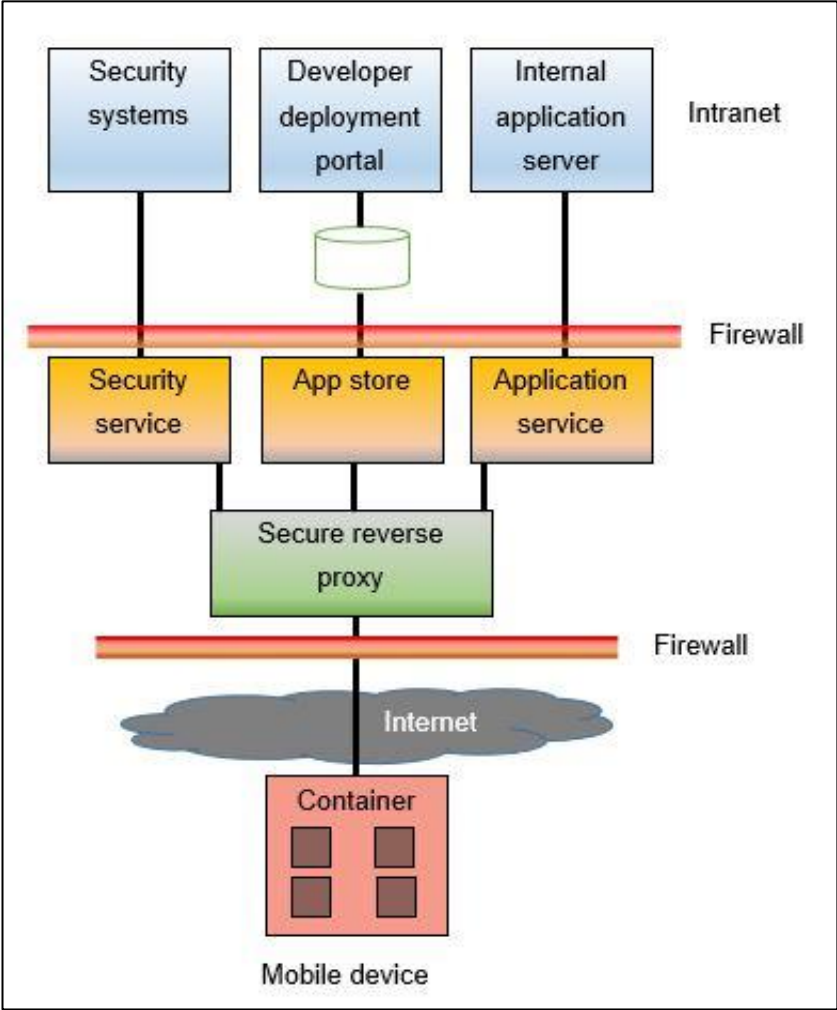 Security
systems
Developer
deployment
portal
Internal
application
server
Intranet
Firewall
Security
service
App store
Application
service
Secure reverse
proxy
Firewall
Internet
Container
Mobile device